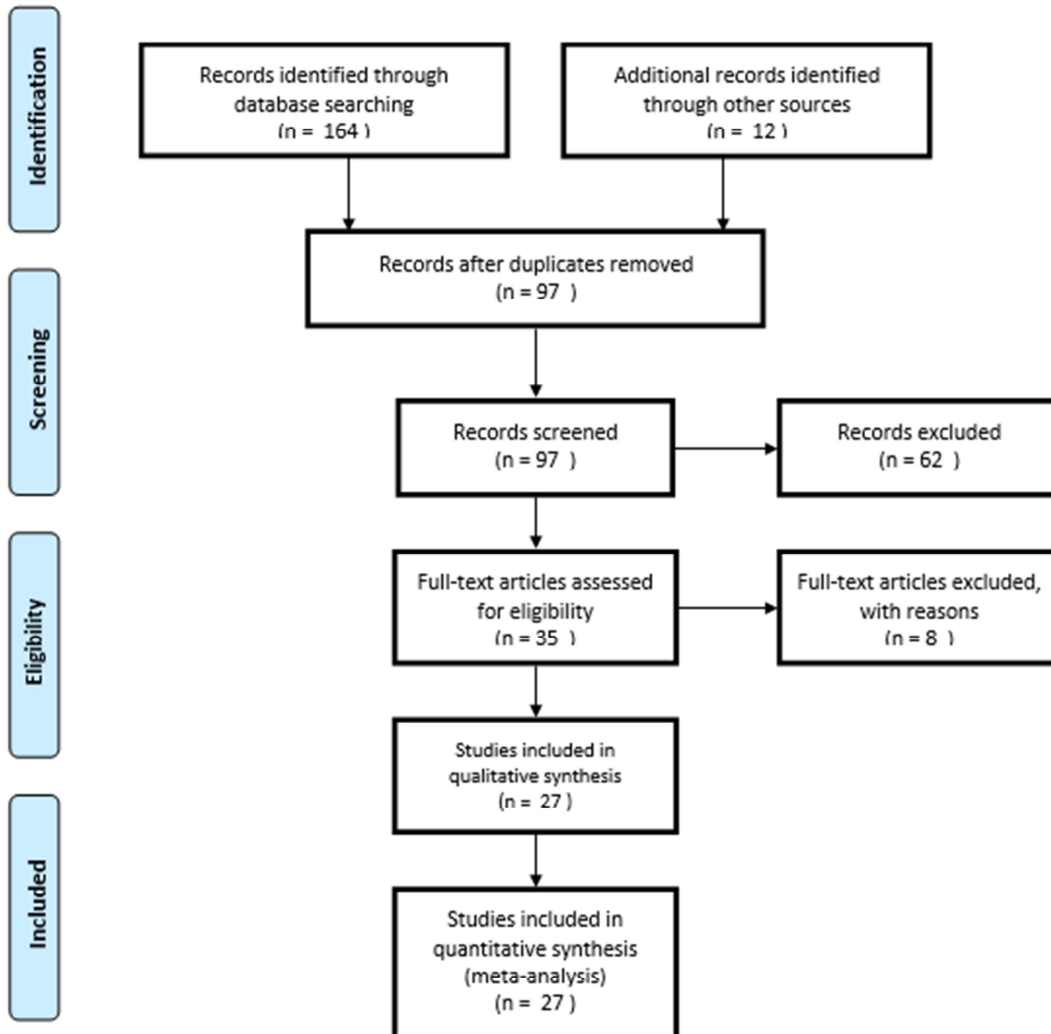 Identification
Records identified through
database searching
(n = 164 )
Additional records identified
through other sources
(n = 12 )
Records after duplicates removed
(n = 97 )
Screening
Records screened
(n = 97 )
Records excluded
(n = 62 )
Eligibility
Full-text articles assessed
for eligibility
(n = 35 )
Full-text articles excluded,
with reasons
(n = 8 )
Studies included in
qualitative synthesis
(n = 27 )
Included
Studies included in
quantitative synthesis
(meta-analysis)
(n = 27 )